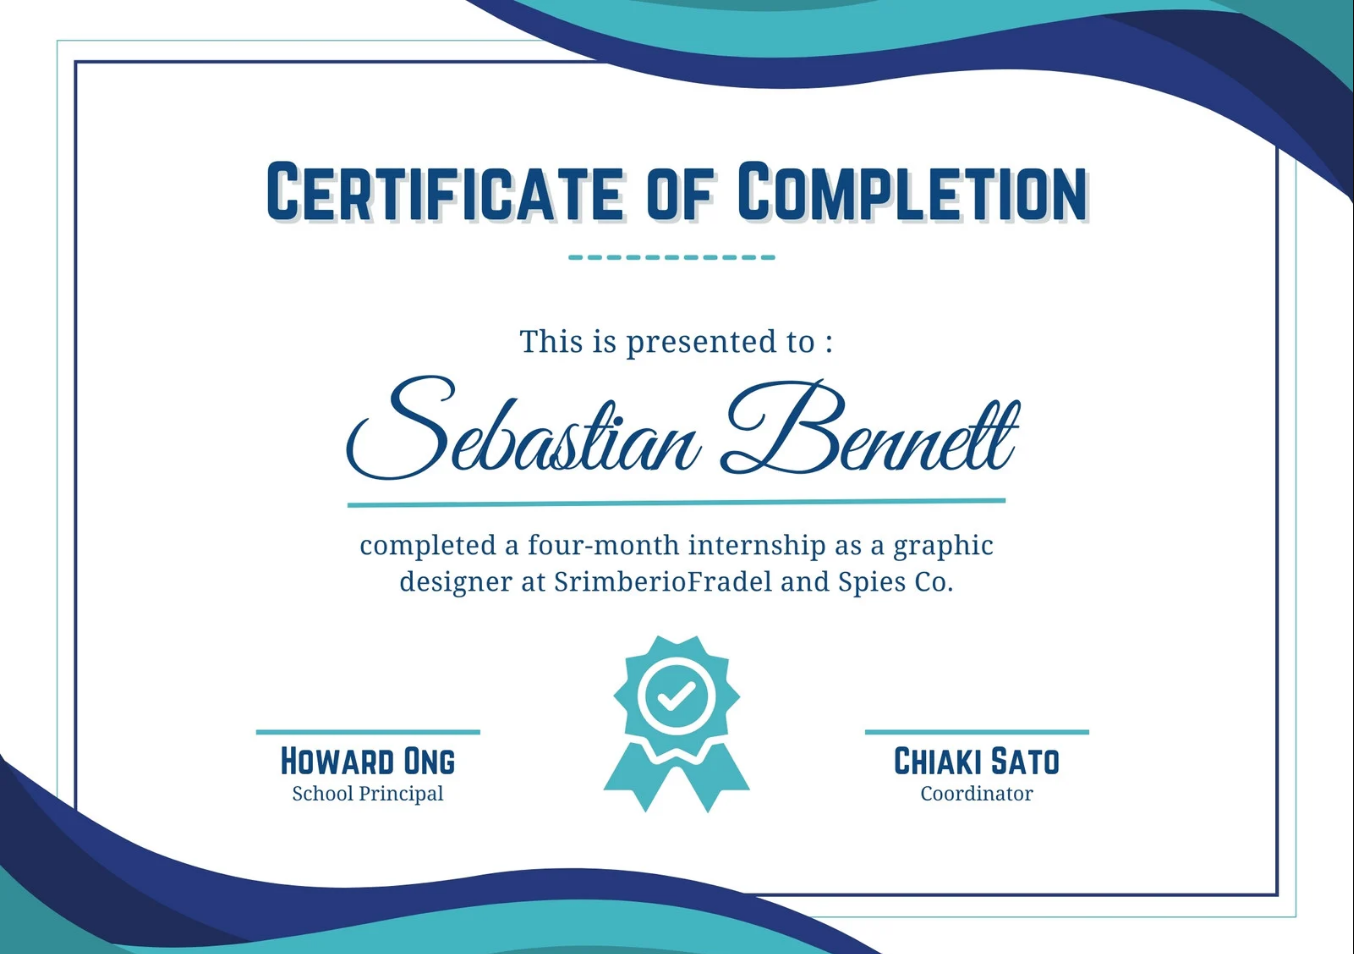 CERTIFICATE OF COMPLETION
This is presented to :
Sebastian Bennett
completed a four-month internship as a graphic
designer at SrimberioFradel and Spies Co.
HOWARD ONG
School Principal
CHIAKI SATO
Coordinator